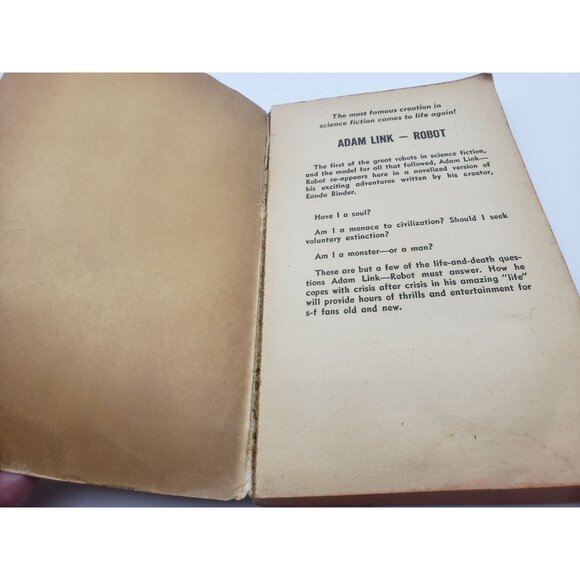 The most famous creation in
science fiction comes to life again!
ADAM LINK — ROBOT
The first of the great robots in science fiction,
and the model for all that followed, Adam Link—
Robot re-appears here in a novelized version of
his exciting adventures written by his creator,
Eando Binder.
Have I a soul?
Am I a menace to civilization? Should I seek
voluntary extinction?
Am I a monster—or a man?
These are but a few of the life-and-death ques-
tions Adam Link—Robot must answer. How he
copes with crisis after crisis in his amazing "life"
will provide hours of thrills and entertainment for
s-f fans old and new.